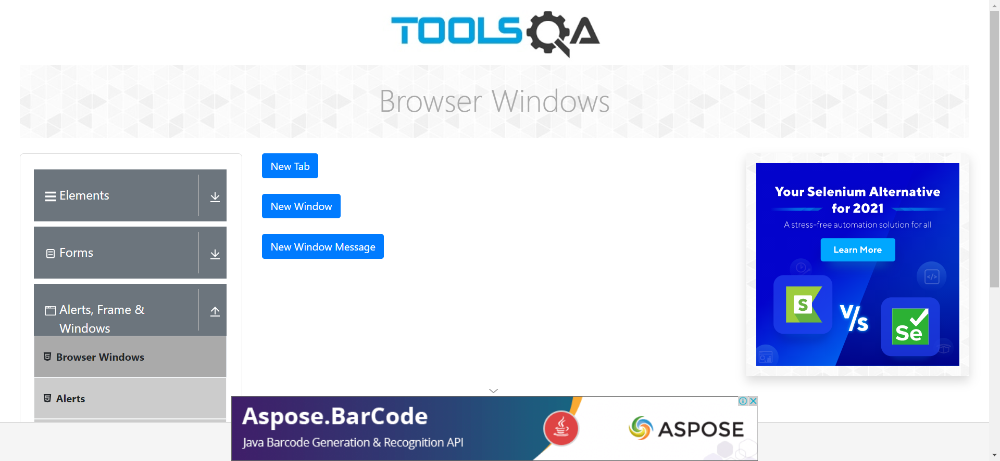 TOOLSQA
Browser Windows
Elements
Forms
Alerts, Frame &
Windows
Browser Windows
Alerts
New Tab
New Window
New Window Message
Your Selenium Alternative
for 2021
A stress-free automation solution for all
Learn More
S
V/s
Se
</>
Aspose.BarCode
Java Barcode Generation & Recognition API
ASPOSE